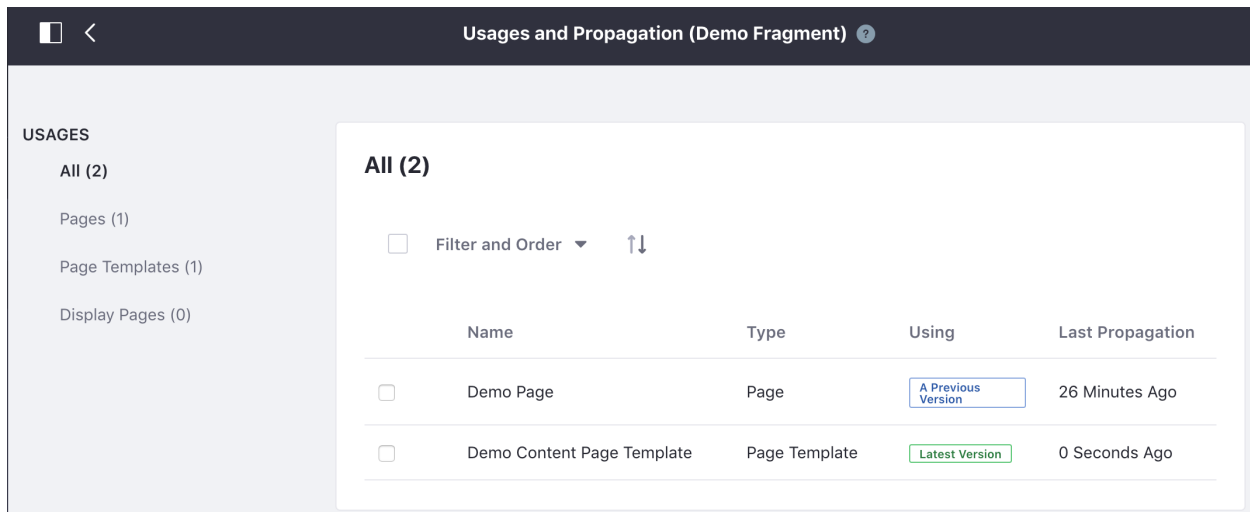 Usages and Propagation (Demo Fragment) ?
USAGES
All (2)
Pages (1)
Page Templates (1)
Display Pages (0)
All (2)
Filter and Order
Name Type Using Last Propagation
Demo Page Page A Previous Version 26 Minutes Ago
Demo Content Page Template Page Template Latest Version 0 Seconds Ago